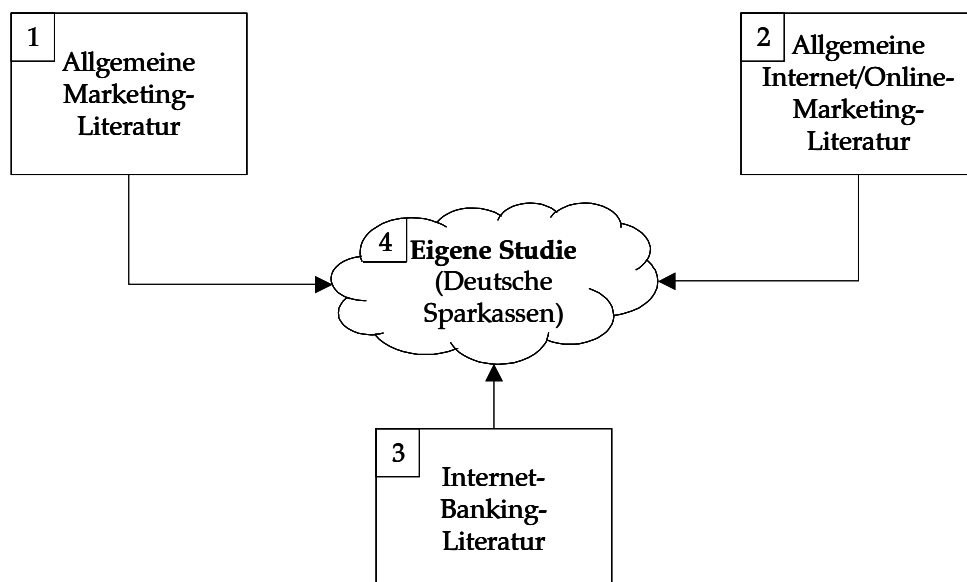 1
Allgemeine
Marketing-
Literatur
2
Allgemeine
Internet/Online-
Marketing-
Literatur
4
Eigene Studie
(Deutsche
Sparkassen)
3
Internet-
Banking-
Literatur